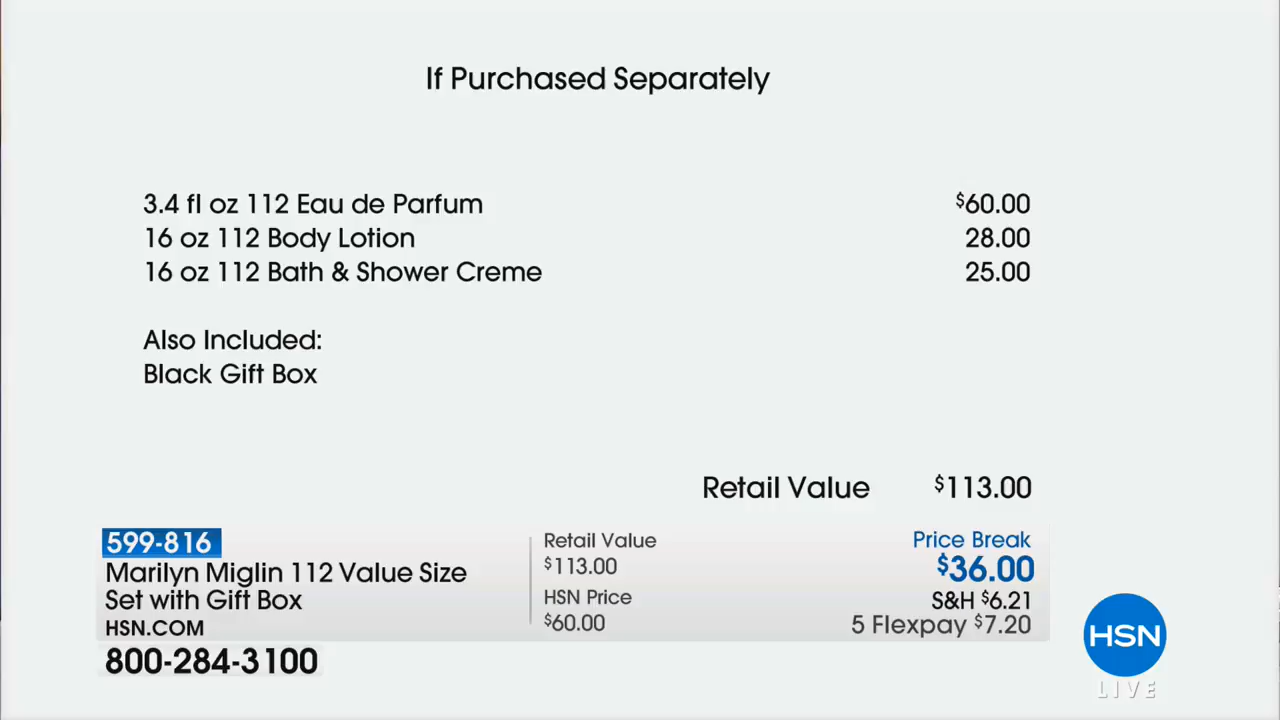 If Purchased Separately
3.4 fl oz 112 Eau de Parfum $60.00
16 oz 112 Body Lotion 28.00
16 oz 112 Bath & Shower Creme 25.00
Also Included:
Black Gift Box
Retail Value $113.00
599-816
Marilyn Miglin 112 Value Size
Set with Gift Box
HSN.COM
800-284-3100
Retail Value
$113.00
HSN Price
$60.00
Price Break
$36.00
S&H $6.21
5 Flexpay $7.20
HSN
LIVE